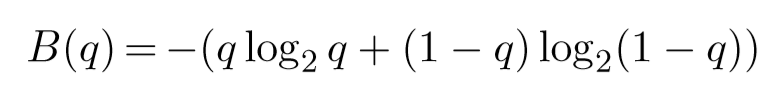 B(q) = −(q log₂ q + (1 − q) log₂(1 − q))